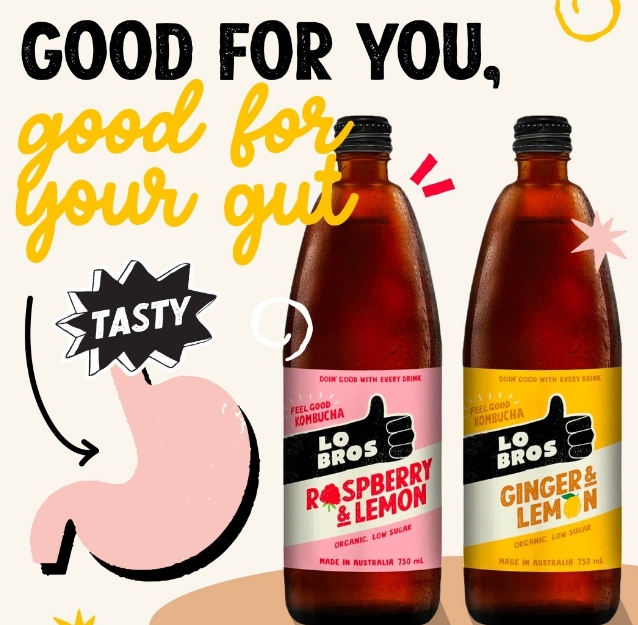 GOOD FOR YOU,
good for
your gut
TASTY
DOIN' GOOD WITH EVERY DRINK
FEEL GOOD
KOMBUCHA
LO
BROS
RASPBERRY
& LEMON
ORGANIC. LOW SUGAR
MADE IN AUSTRALIA 750 mL
DOIN' GOOD WITH EVERY DRINK
FEEL GOOD
KOMBUCHA
LO
BROS
GINGER &
LEMON
ORGANIC. LOW SUGAR
MADE IN AUSTRALIA 750 mL